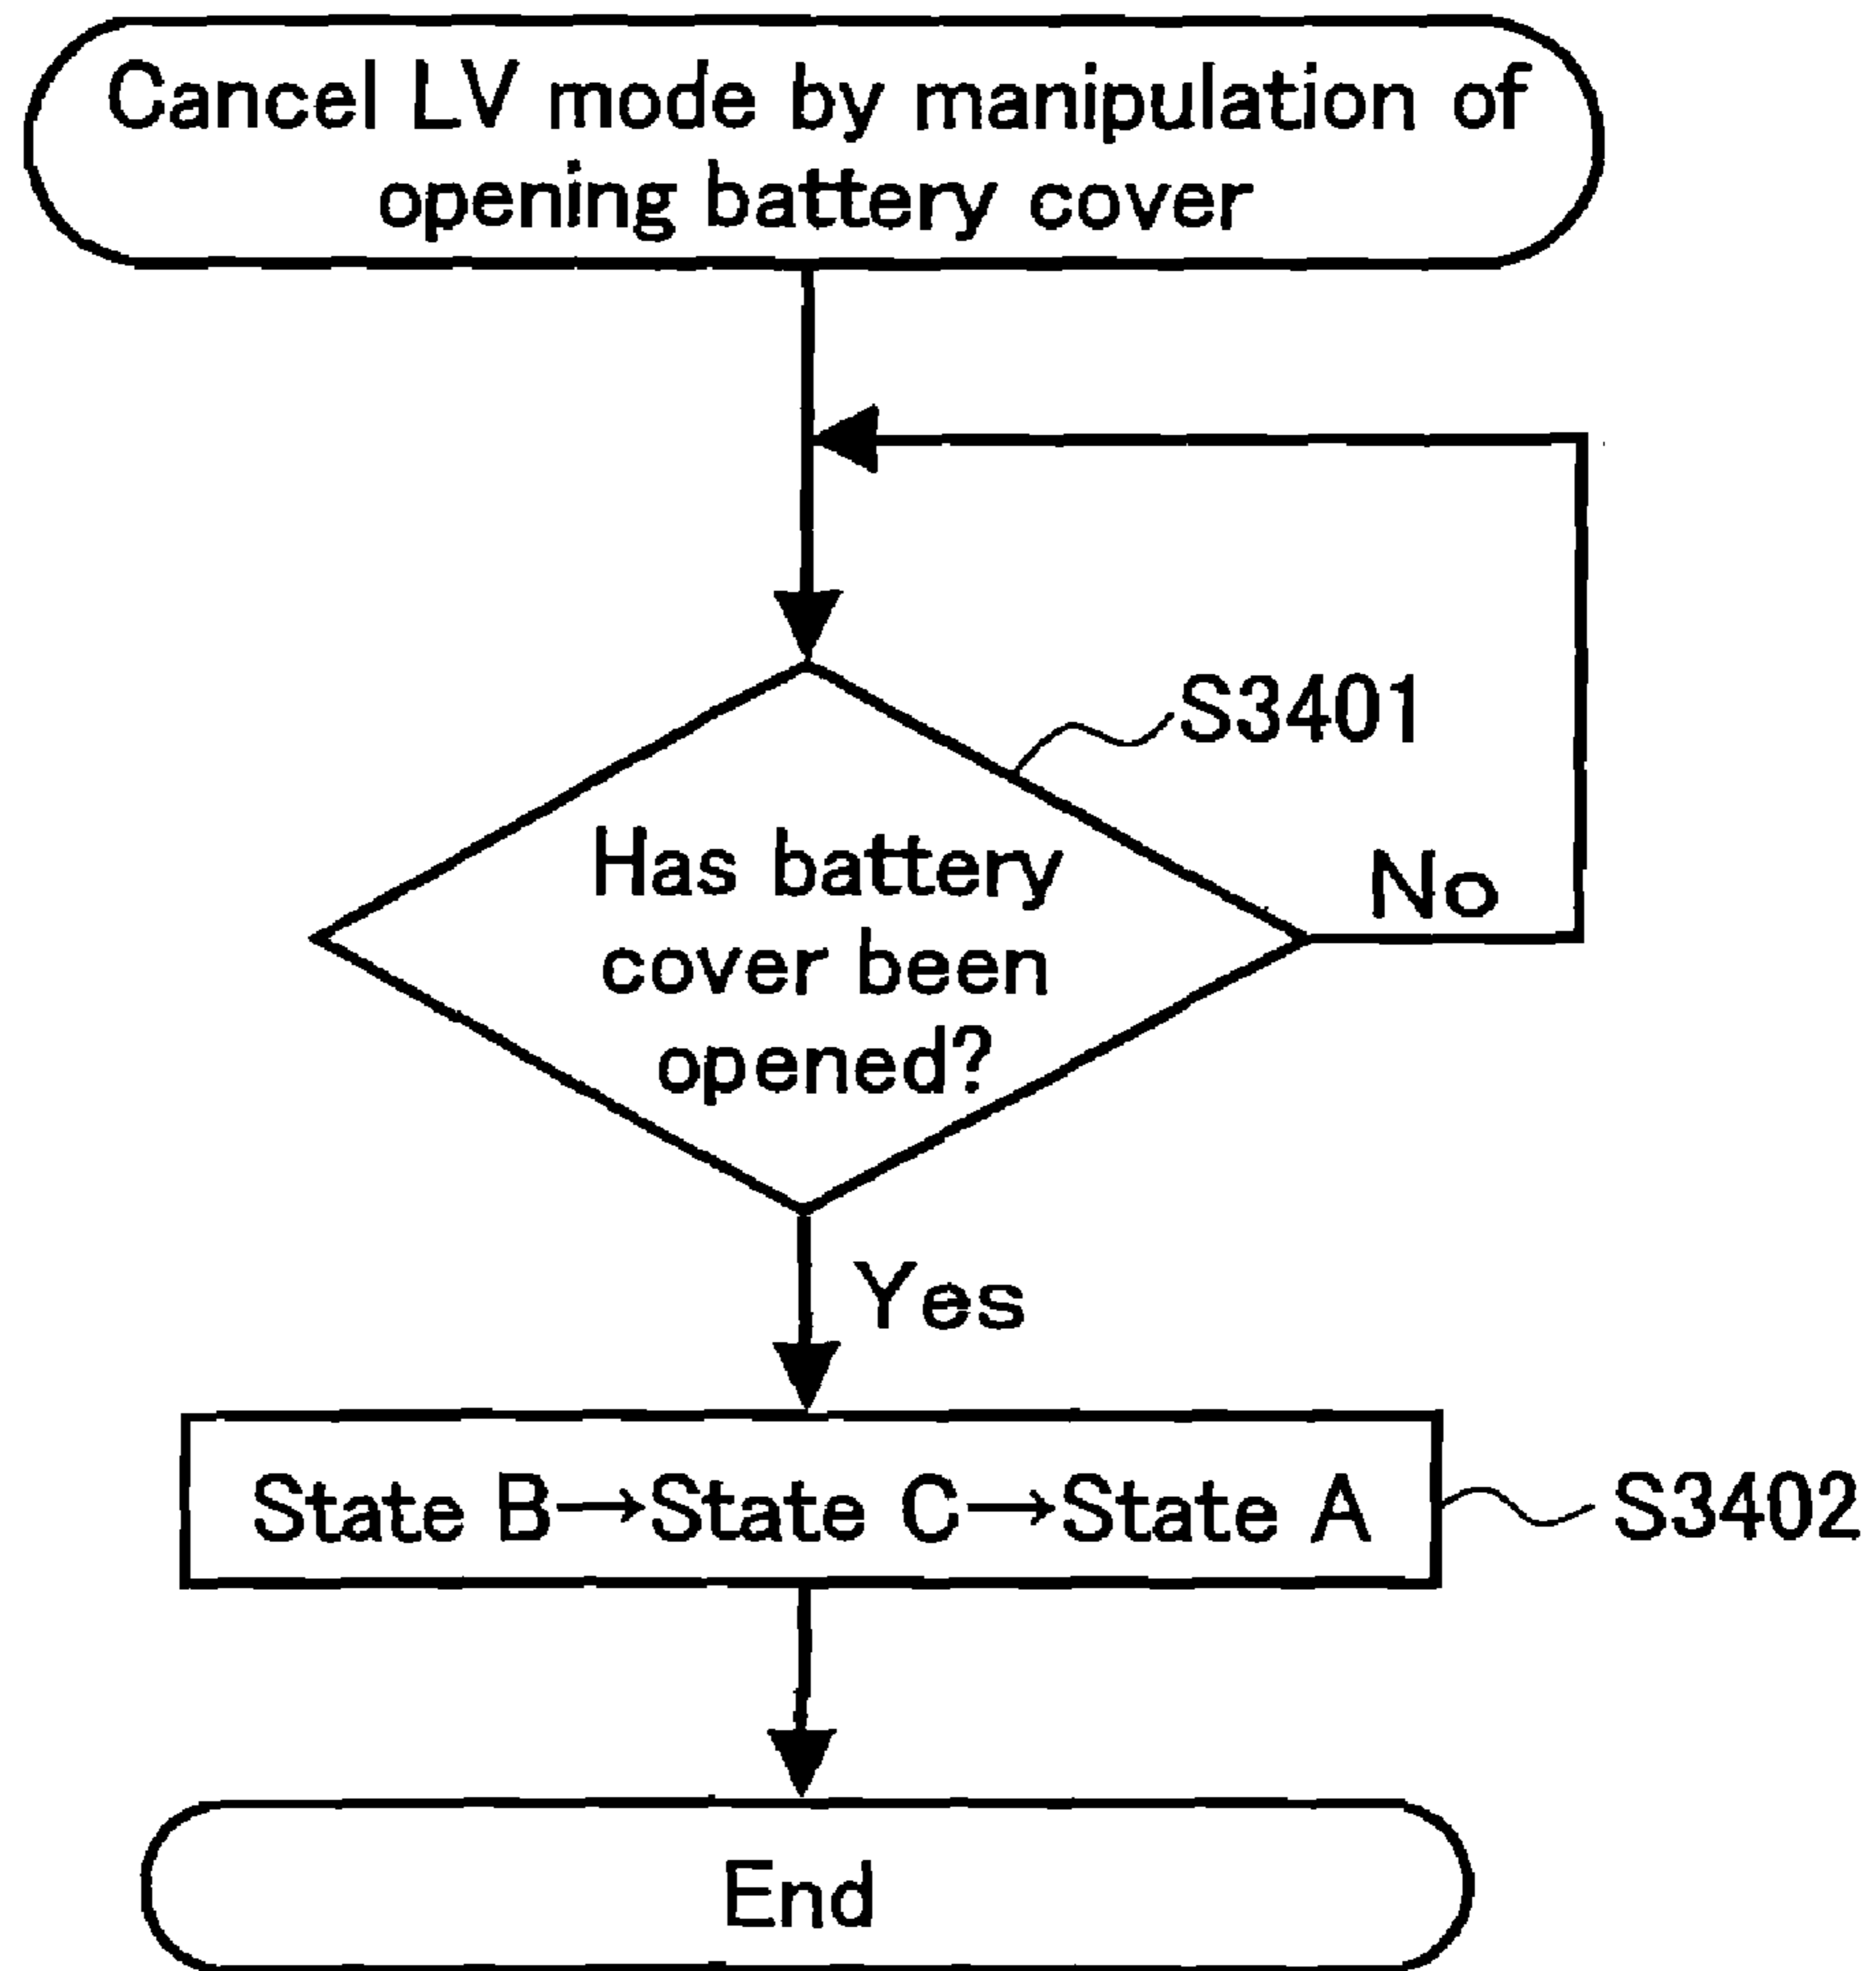 Cancel LV mode by manipulation of
opening battery cover
S3401
Has battery
cover been
opened?
No
Yes
State B→State C→State A
S3402
End